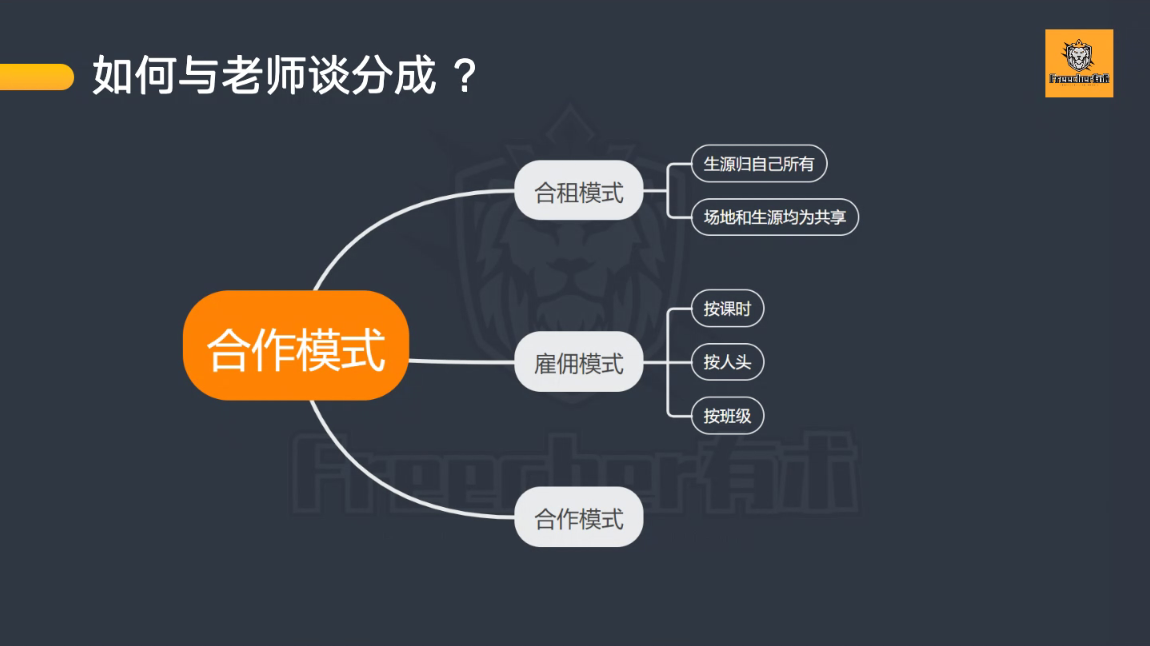 如何与老师谈分成 ？
Freecher有术
合租模式
生源归自己所有
场地和生源均为共享
合作模式
雇佣模式
按课时
按人头
按班级
合作模式
Freecher有术